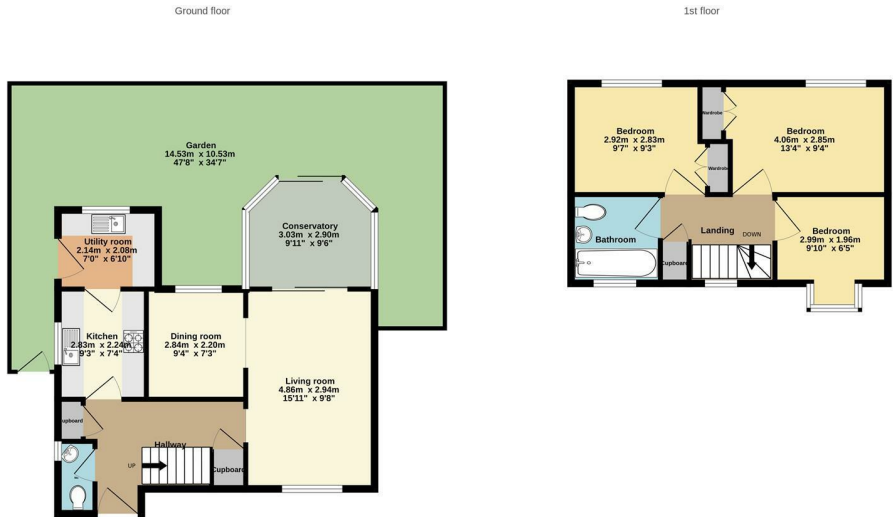 Ground floor
1st floor
Garden
14.53m x 10.53m
47'8" x 34'7"
Conservatory
3.03m x 2.90m
9'11" x 9'6"
Utility room
2.14m x 2.08m
7'0" x 6'10"
Kitchen
2.83m x 2.24m
9'3" x 7'4"
Dining room
2.84m x 2.20m
9'4" x 7'3"
Living room
4.86m x 2.94m
15'11" x 9'8"
Cupboard
Hallway
UP
Cupboard
Bedroom
2.92m x 2.83m
9'7" x 9'3"
Wardrobe
Wardrobe
Bedroom
4.06m x 2.85m
13'4" x 9'4"
Bathroom
Landing
DOWN
Cupboard
Bedroom
2.99m x 1.96m
9'10" x 6'5"